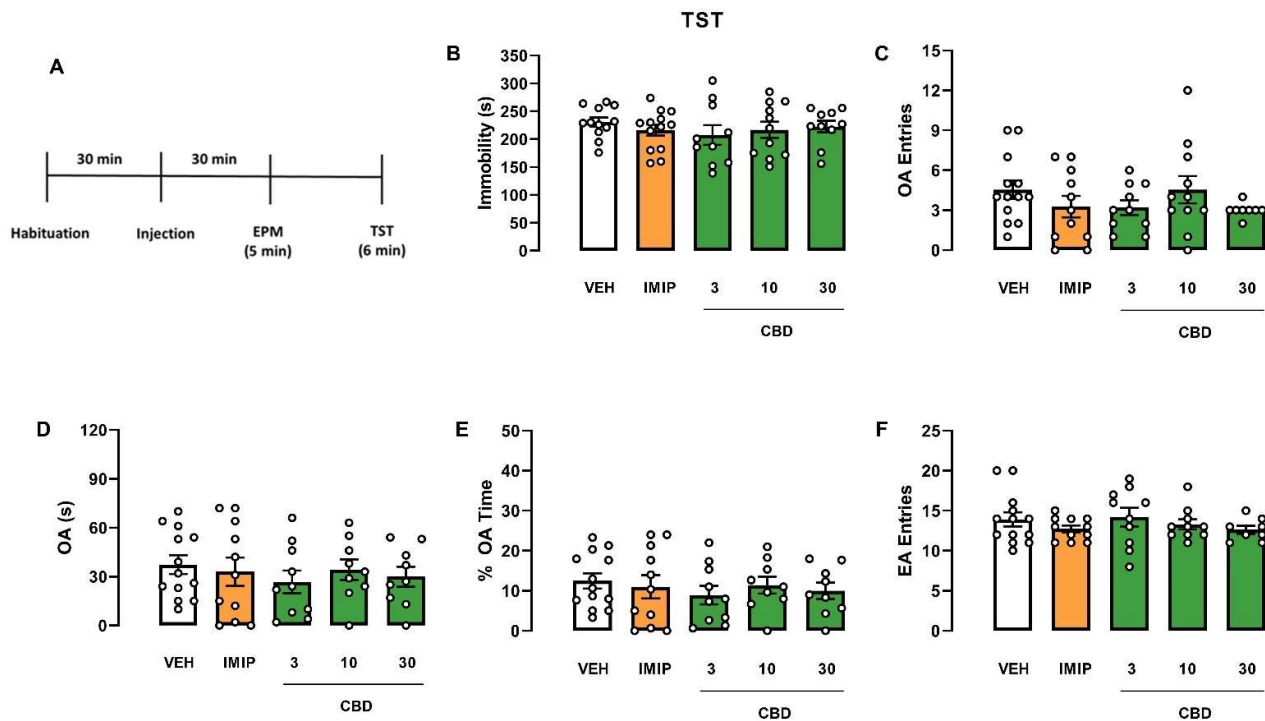 TST
A
30 min 30 min
Habituation Injection EPM TST
(5 min) (6 min)
B
Immobility (s)
350
300
250
200
150
100
50
0
VEH IMIP 3 10 30
CBD
C
OA Entries
15
12
9
6
3
0
VEH IMIP 3 10 30
CBD
D
OA (s)
120
90
60
30
0
VEH IMIP 3 10 30
CBD
E
% OA Time
50
40
30
20
10
0
VEH IMIP 3 10 30
CBD
F
EA Entries
25
20
15
10
5
0
VEH IMIP 3 10 30
CBD